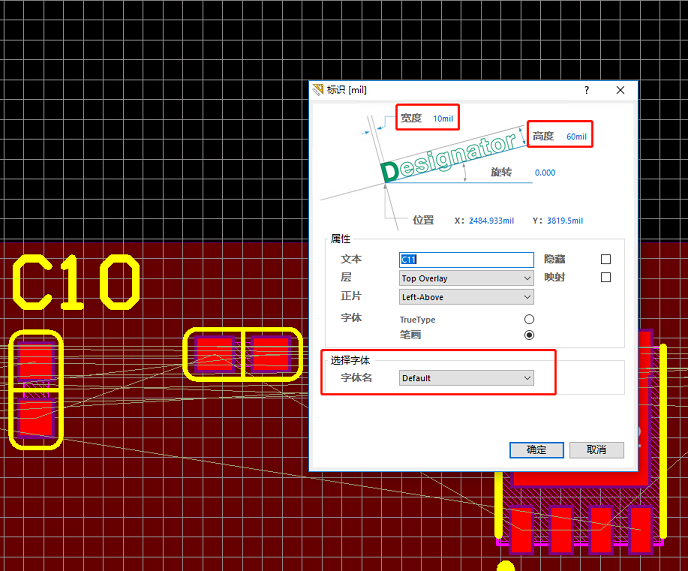 标识 [mil]
?
宽度 10mil
高度 60mil
Designator
旋转 0.000
位置 X: 2484.933mil Y: 3819.5mil
属性
文本 C11 隐藏
层 Top Overlay 映射
正片 Left-Above
字体 TrueType
笔画
选择字体
字体名 Default
确定 取消
C10